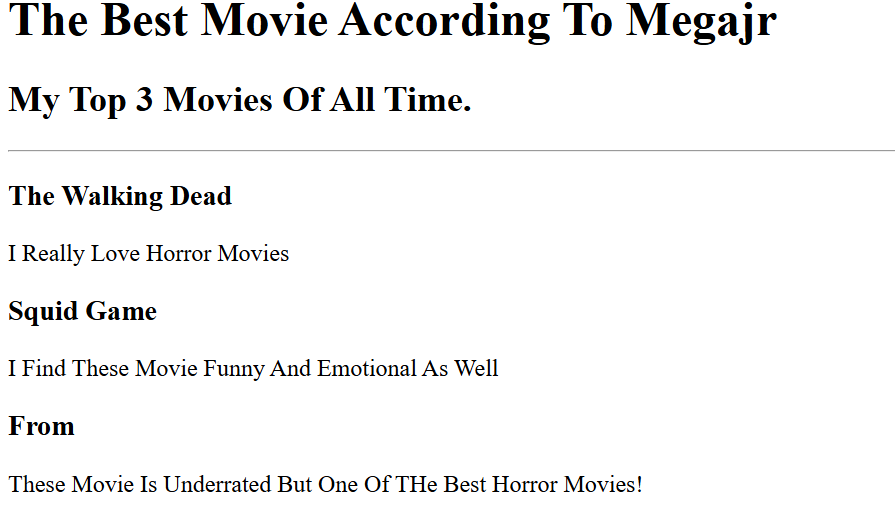 The Best Movie According To Megajr
My Top 3 Movies Of All Time.
The Walking Dead
I Really Love Horror Movies
Squid Game
I Find These Movie Funny And Emotional As Well
From
These Movie Is Underrated But One Of THe Best Horror Movies!